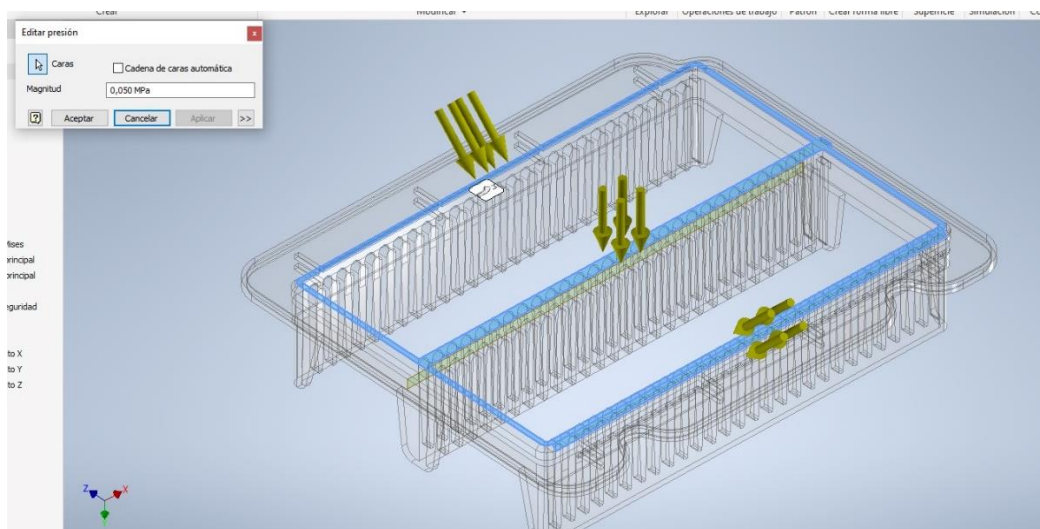 Crear
Modificar
Explorar
Operaciones de trabajo
Patrón
Crear forma libre
Superficie
Simulación
Editar presión
x
Caras
Cadena de caras automática
Magnitud
0,050 MPa
?
Aceptar
Cancelar
Aplicar
>>
Mises
principal
principal
eguridad
to X
to Y
to Z
Z
X
Y